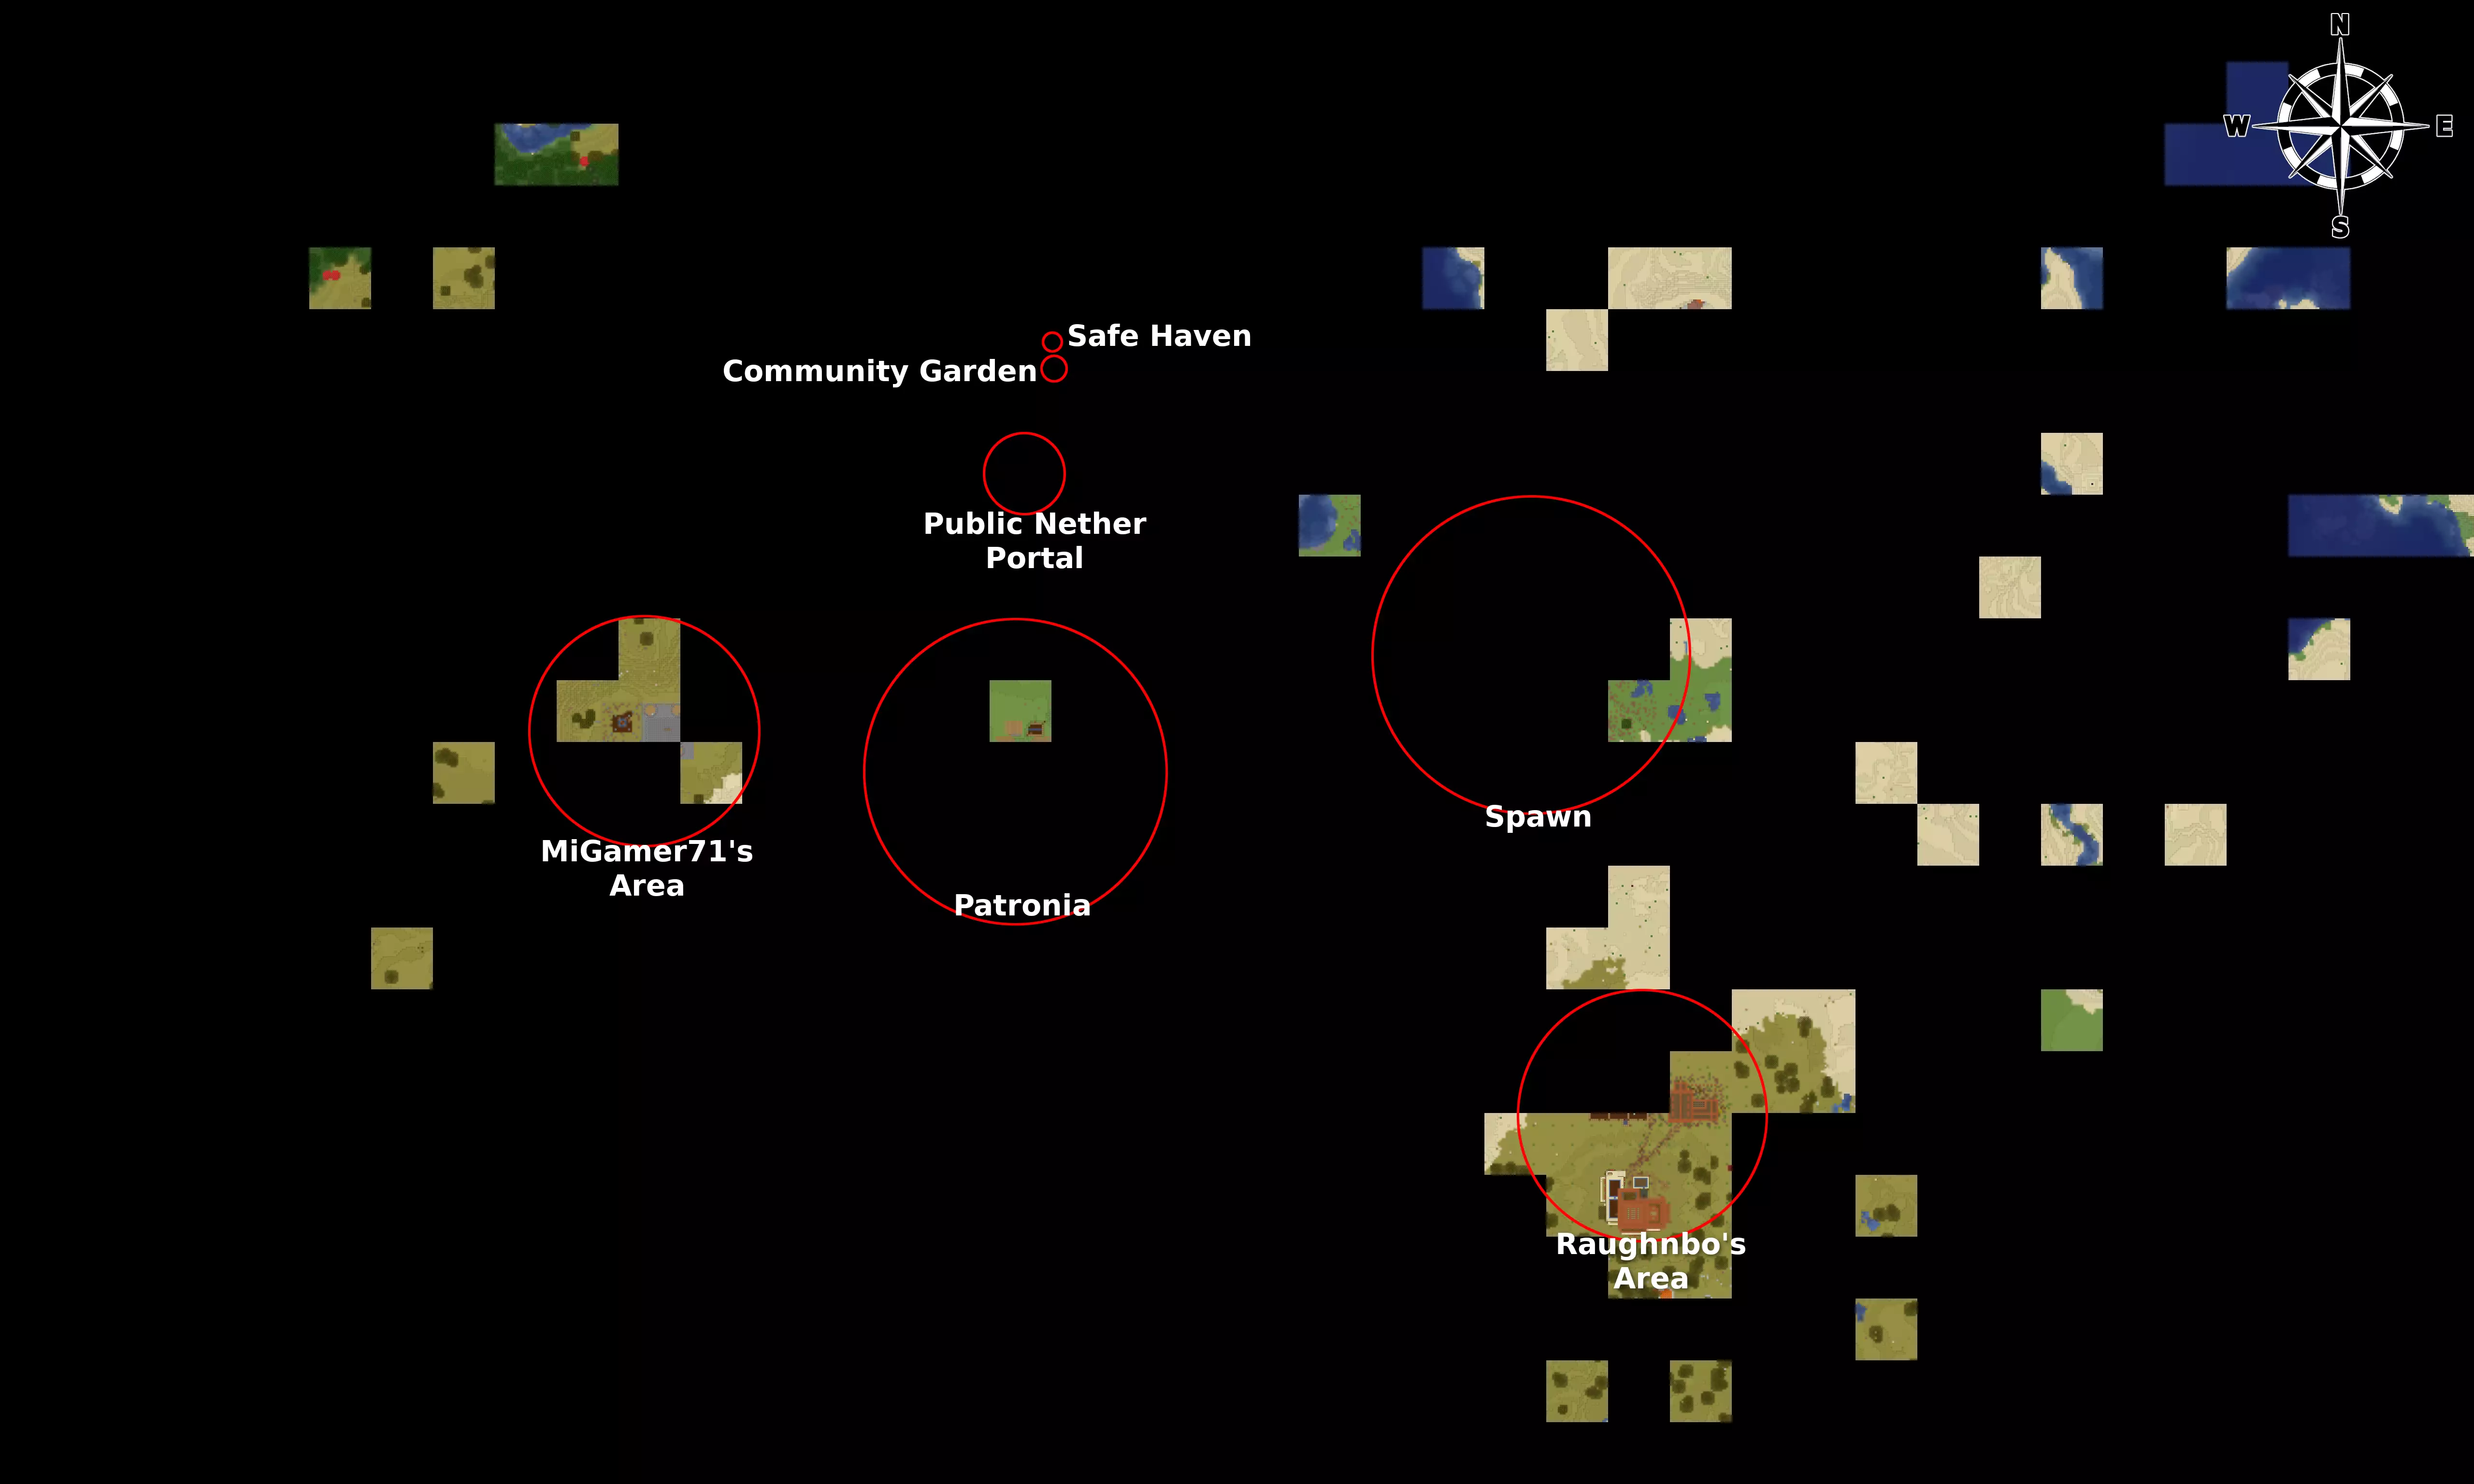 N
W
E
S
Safe Haven
Community Garden
Public Nether
Portal
Spawn
MiGamer71's
Area
Patronia
Raughnbo's
Area